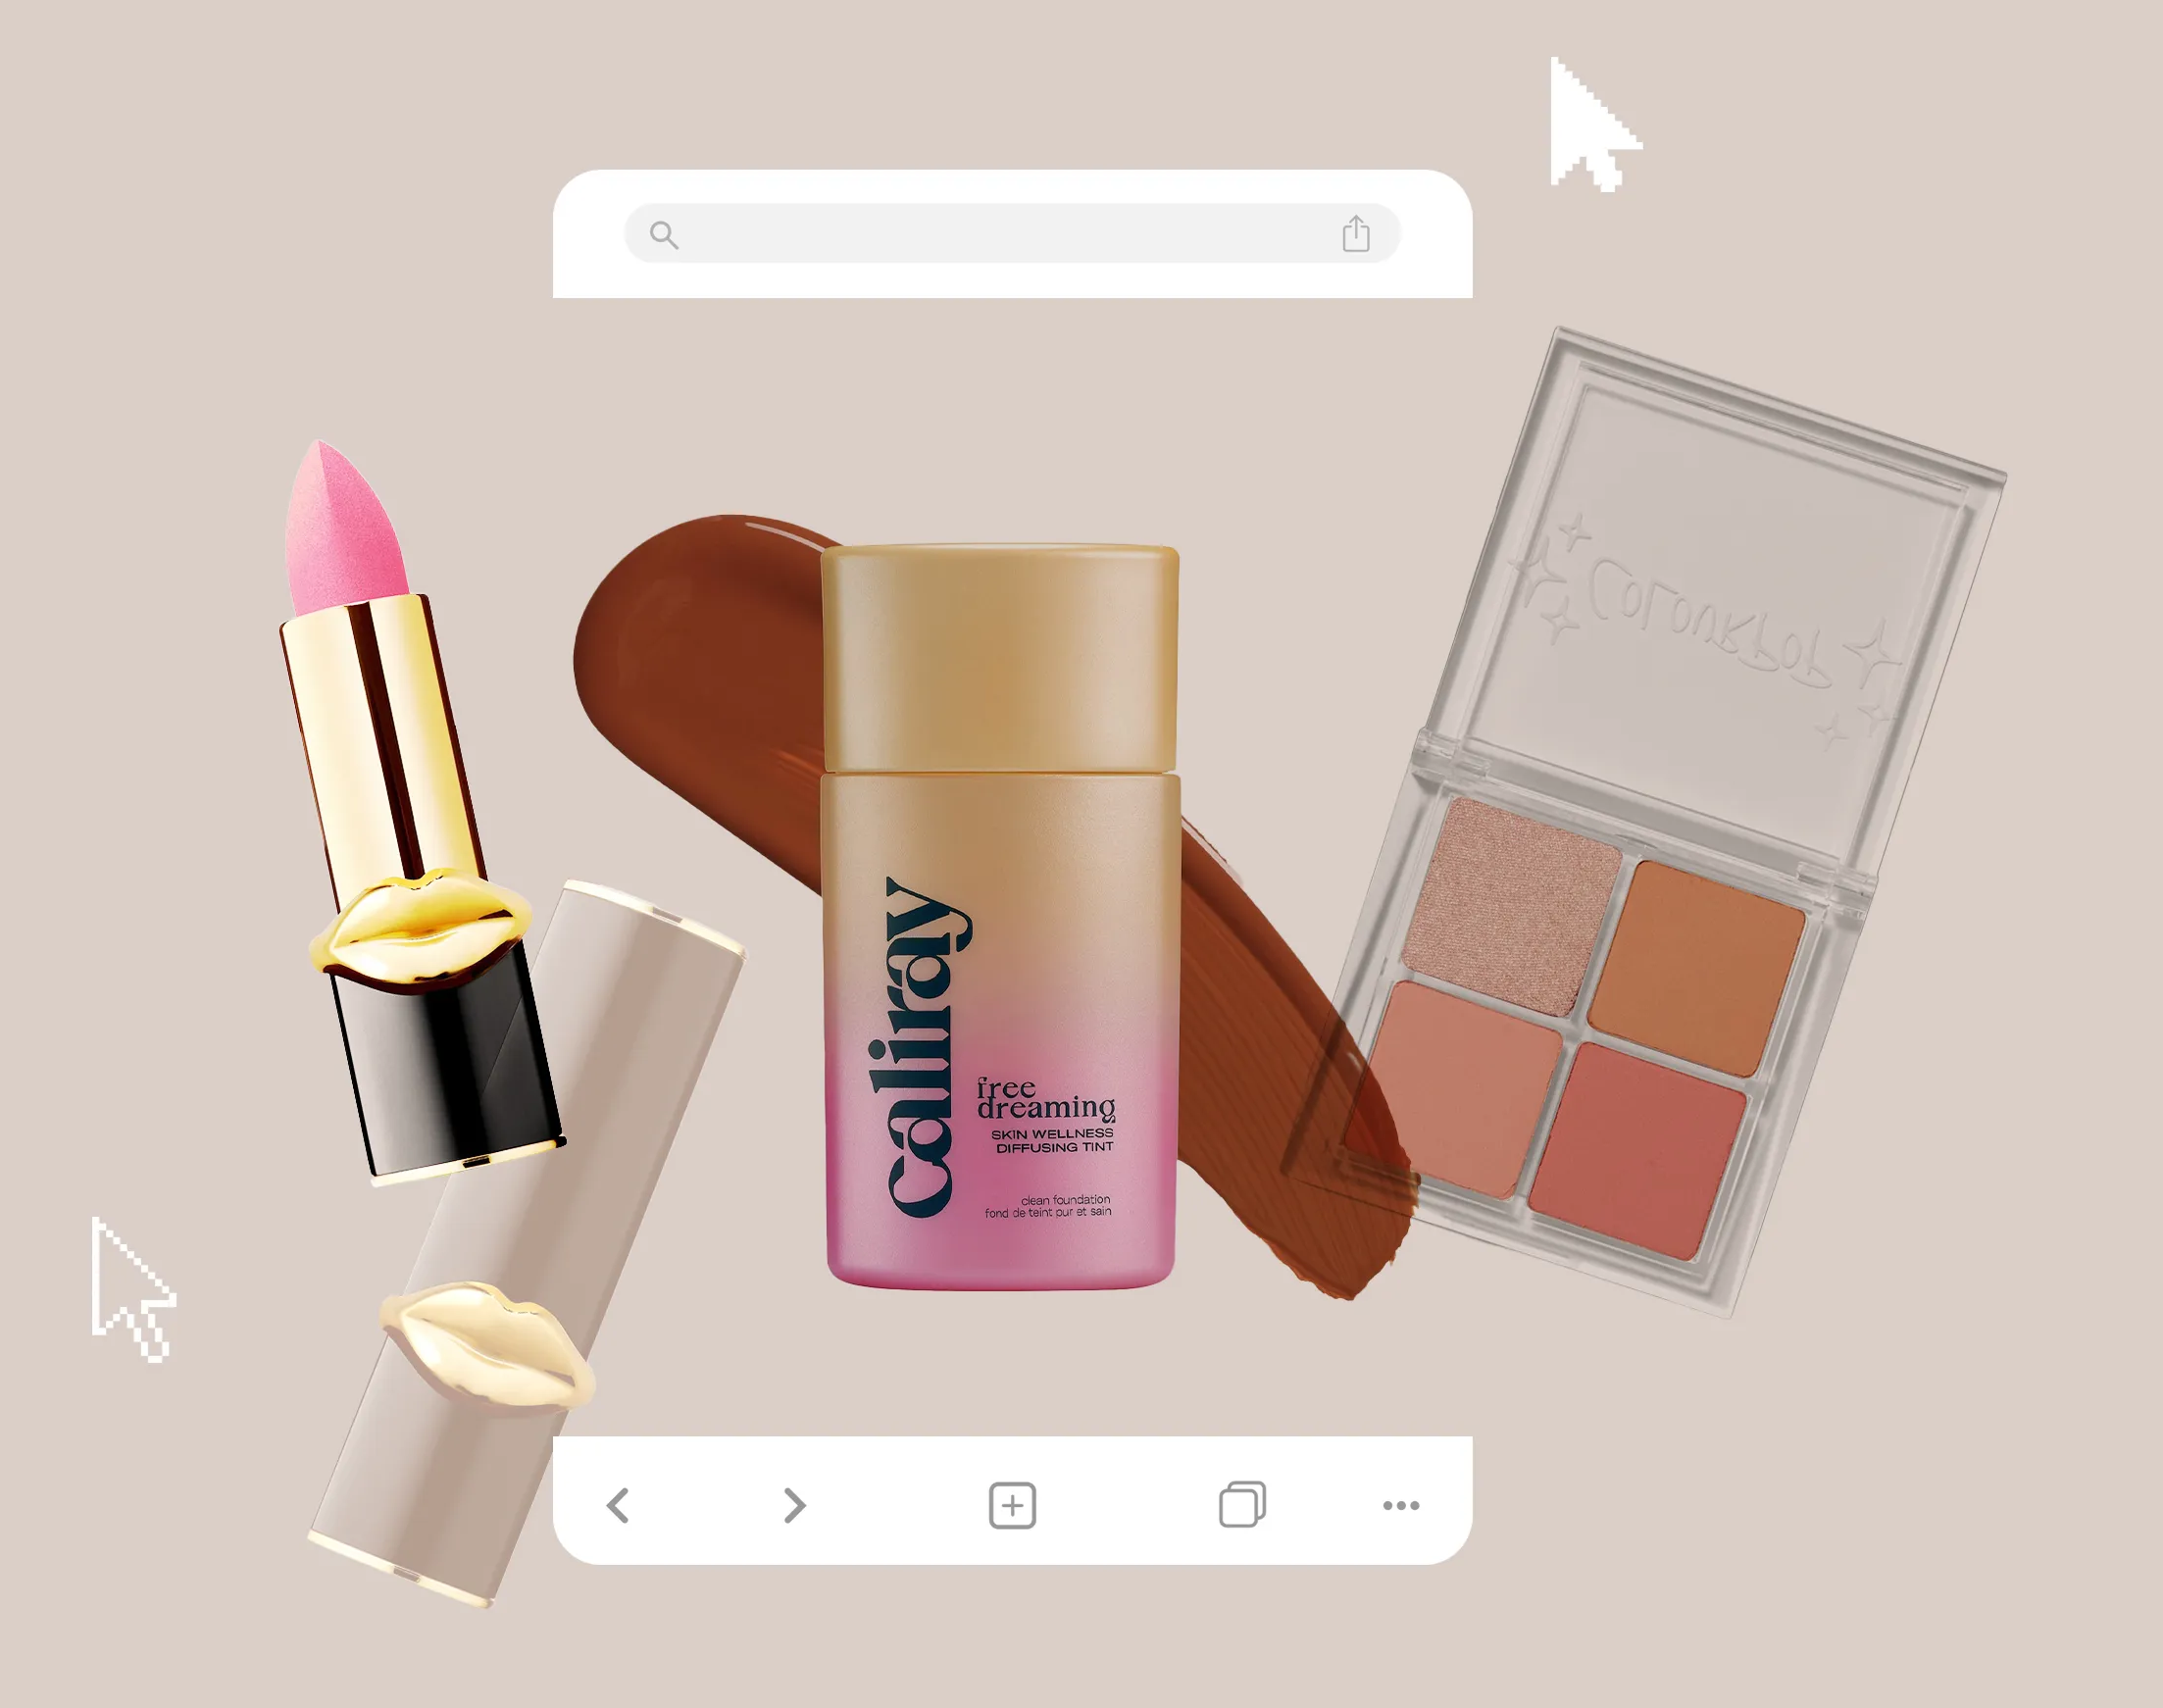 COLOURPOP
caliray
free
dreaming
SKIN WELLNESS
DIFFUSING TINT
clean foundation
fond de teint pur et sain